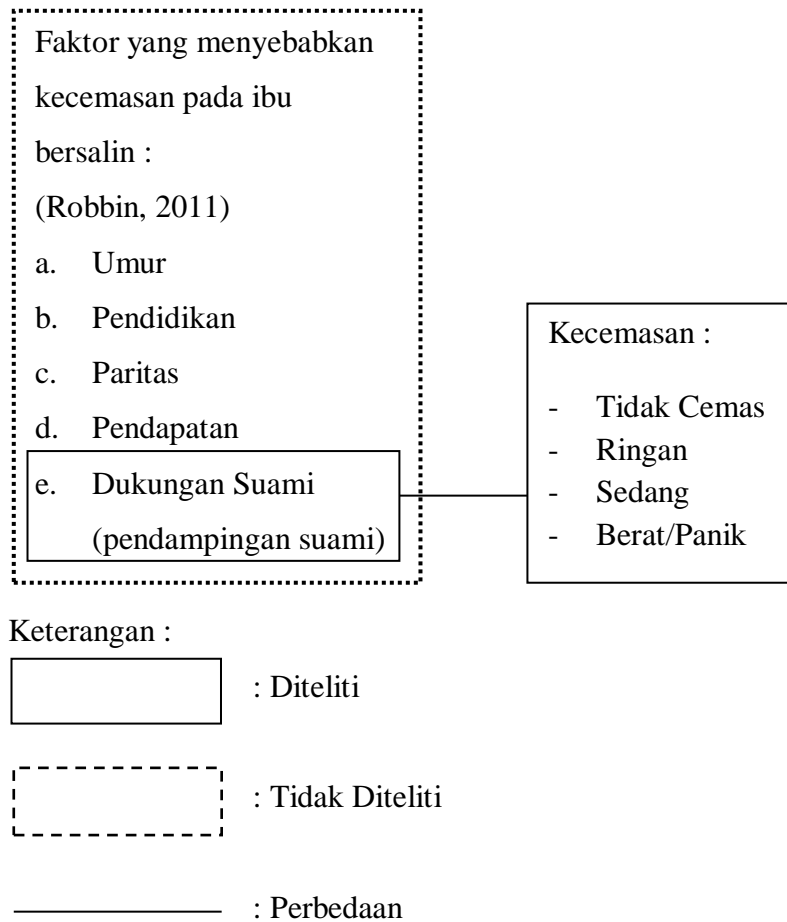 Faktor yang menyebabkan
kecemasan pada ibu
bersalin :
(Robbin, 2011)
a. Umur
b. Pendidikan
c. Paritas
d. Pendapatan
e. Dukungan Suami
(pendampingan suami)
Kecemasan :
- Tidak Cemas
- Ringan
- Sedang
- Berat/Panik
Keterangan :
: Diteliti
: Tidak Diteliti
: Perbedaan